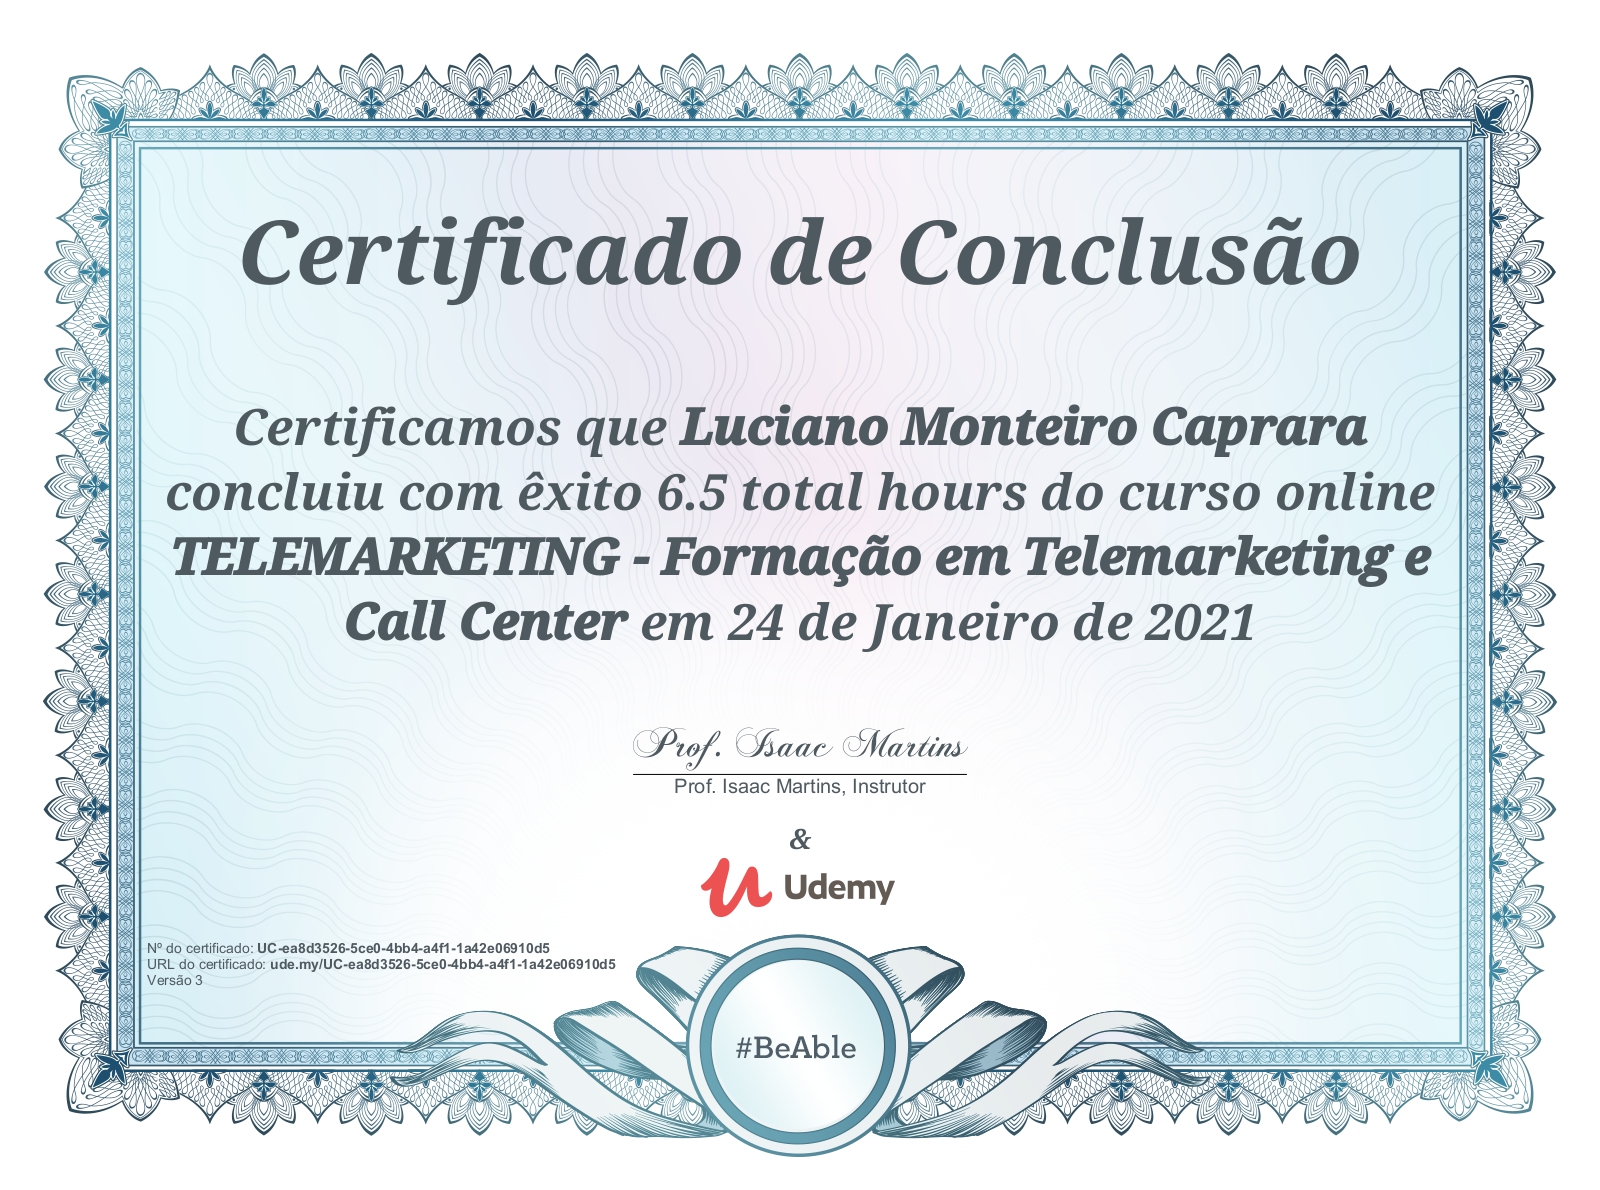 Certificado de Conclusão
Certificamos que Luciano Monteiro Caprara
concluiu com êxito 6.5 total hours do curso online
TELEMARKETING - Formação em Telemarketing e
Call Center em 24 de Janeiro de 2021
Prof. Isaac Martins
Prof. Isaac Martins, Instrutor
&
Udemy
Nº do certificado: UC-ea8d3526-5ce0-4bb4-a4f1-1a42e06910d5
URL do certificado: ude.my/UC-ea8d3526-5ce0-4bb4-a4f1-1a42e06910d5
Versão 3
#BeAble